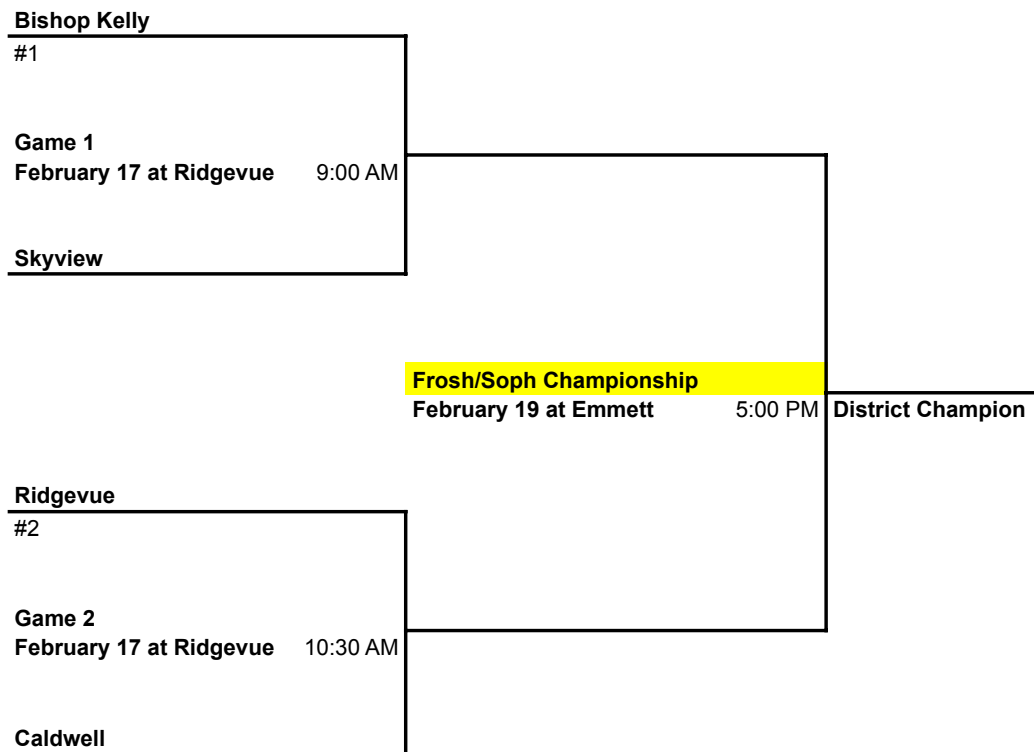 Bishop Kelly
#1
Game 1
February 17 at Ridgevue 9:00 AM
Skyview
Frosh/Soph Championship
February 19 at Emmett 5:00 PM District Champion
Ridgevue
#2
Game 2
February 17 at Ridgevue 10:30 AM
Caldwell